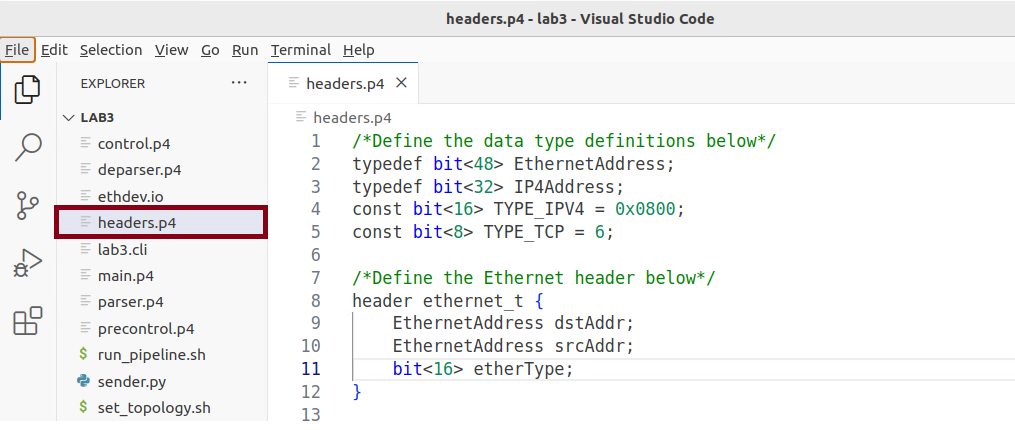 headers.p4 - lab3 - Visual Studio Code
File Edit Selection View Go Run Terminal Help
EXPLORER ···
LAB3
control.p4
deparser.p4
ethdev.io
headers.p4
lab3.cli
main.p4
parser.p4
precontrol.p4
$ run_pipeline.sh
sender.py
$ set_topology.sh
headers.p4
headers.p4
1 /*Define the data type definitions below*/
2 typedef bit<48> EthernetAddress;
3 typedef bit<32> IP4Address;
4 const bit<16> TYPE_IPV4 = 0x0800;
5 const bit<8> TYPE_TCP = 6;
6
7 /*Define the Ethernet header below*/
8 header ethernet_t {
9 EthernetAddress dstAddr;
10 EthernetAddress srcAddr;
11 bit<16> etherType;
12 }
13